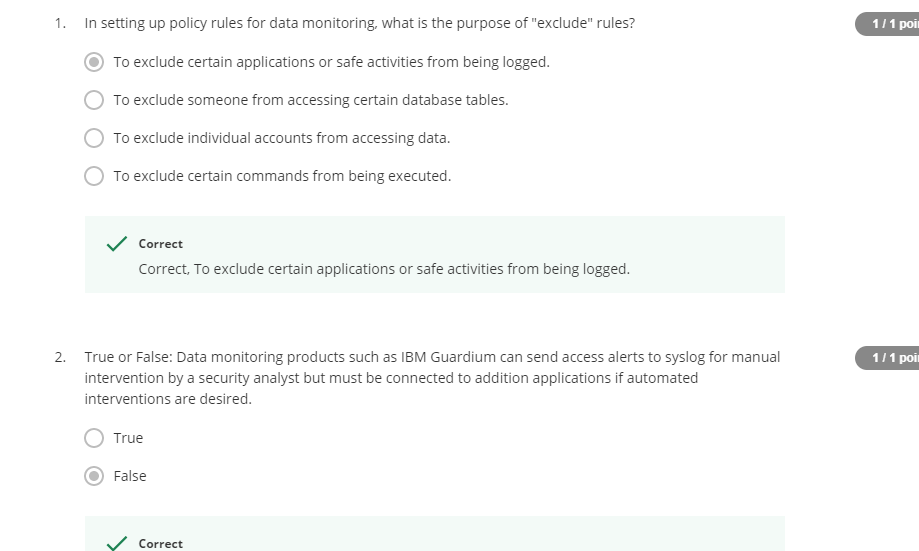 1. In setting up policy rules for data monitoring, what is the purpose of "exclude" rules?
1 / 1 poi
To exclude certain applications or safe activities from being logged.
To exclude someone from accessing certain database tables.
To exclude individual accounts from accessing data.
To exclude certain commands from being executed.
Correct
Correct, To exclude certain applications or safe activities from being logged.
2. True or False: Data monitoring products such as IBM Guardium can send access alerts to syslog for manual
1 / 1 poi
intervention by a security analyst but must be connected to addition applications if automated
interventions are desired.
True
False
Correct